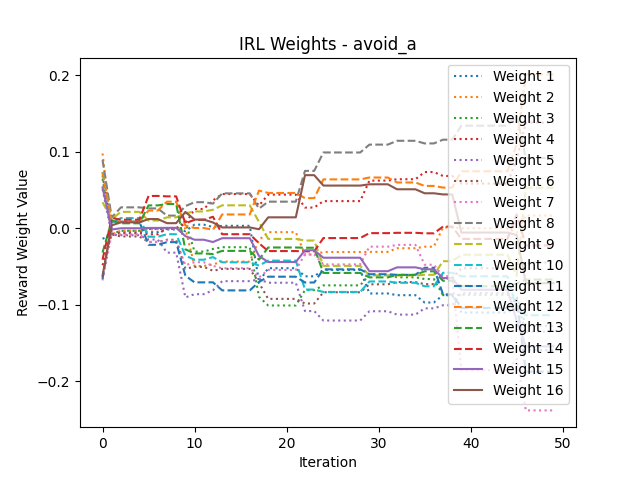 IRL Weights - avoid_a
Reward Weight Value
0.2
0.1
0.0
−0.1
−0.2
0
10
20
30
40
50
Iteration
Weight 1
Weight 2
Weight 3
Weight 4
Weight 5
Weight 6
Weight 7
Weight 8
Weight 9
Weight 10
Weight 11
Weight 12
Weight 13
Weight 14
Weight 15
Weight 16